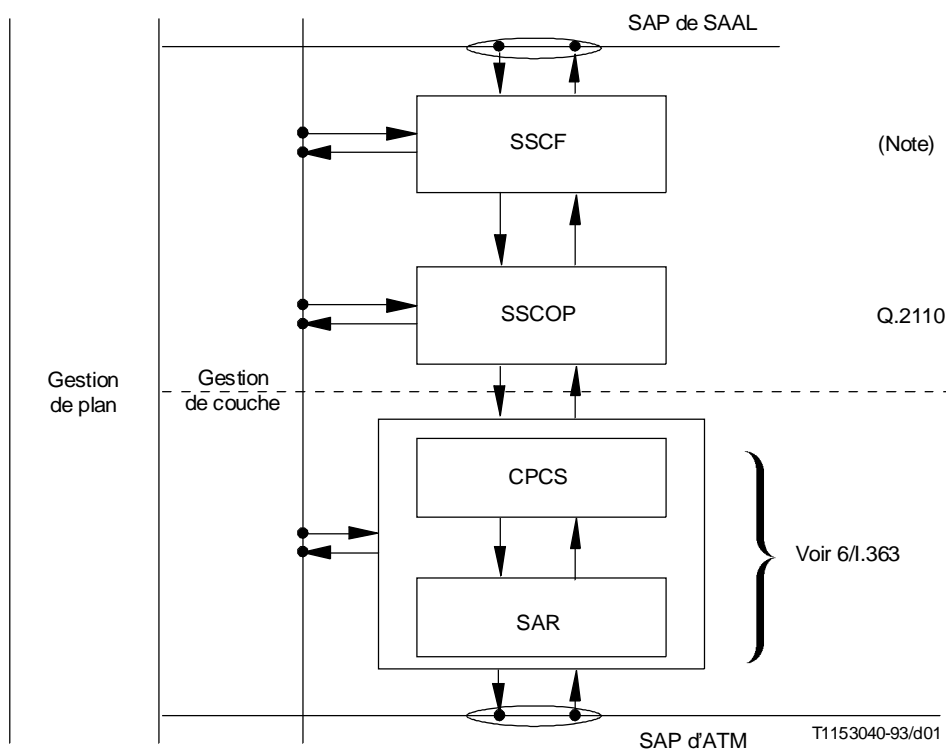 SAP de SAAL
SSCF
(Note)
SSCOP
Q.2110
Gestion
de plan
Gestion
de couche
CPCS
Voir 6/I.363
SAR
SAP d'ATM
T1153040-93/d01